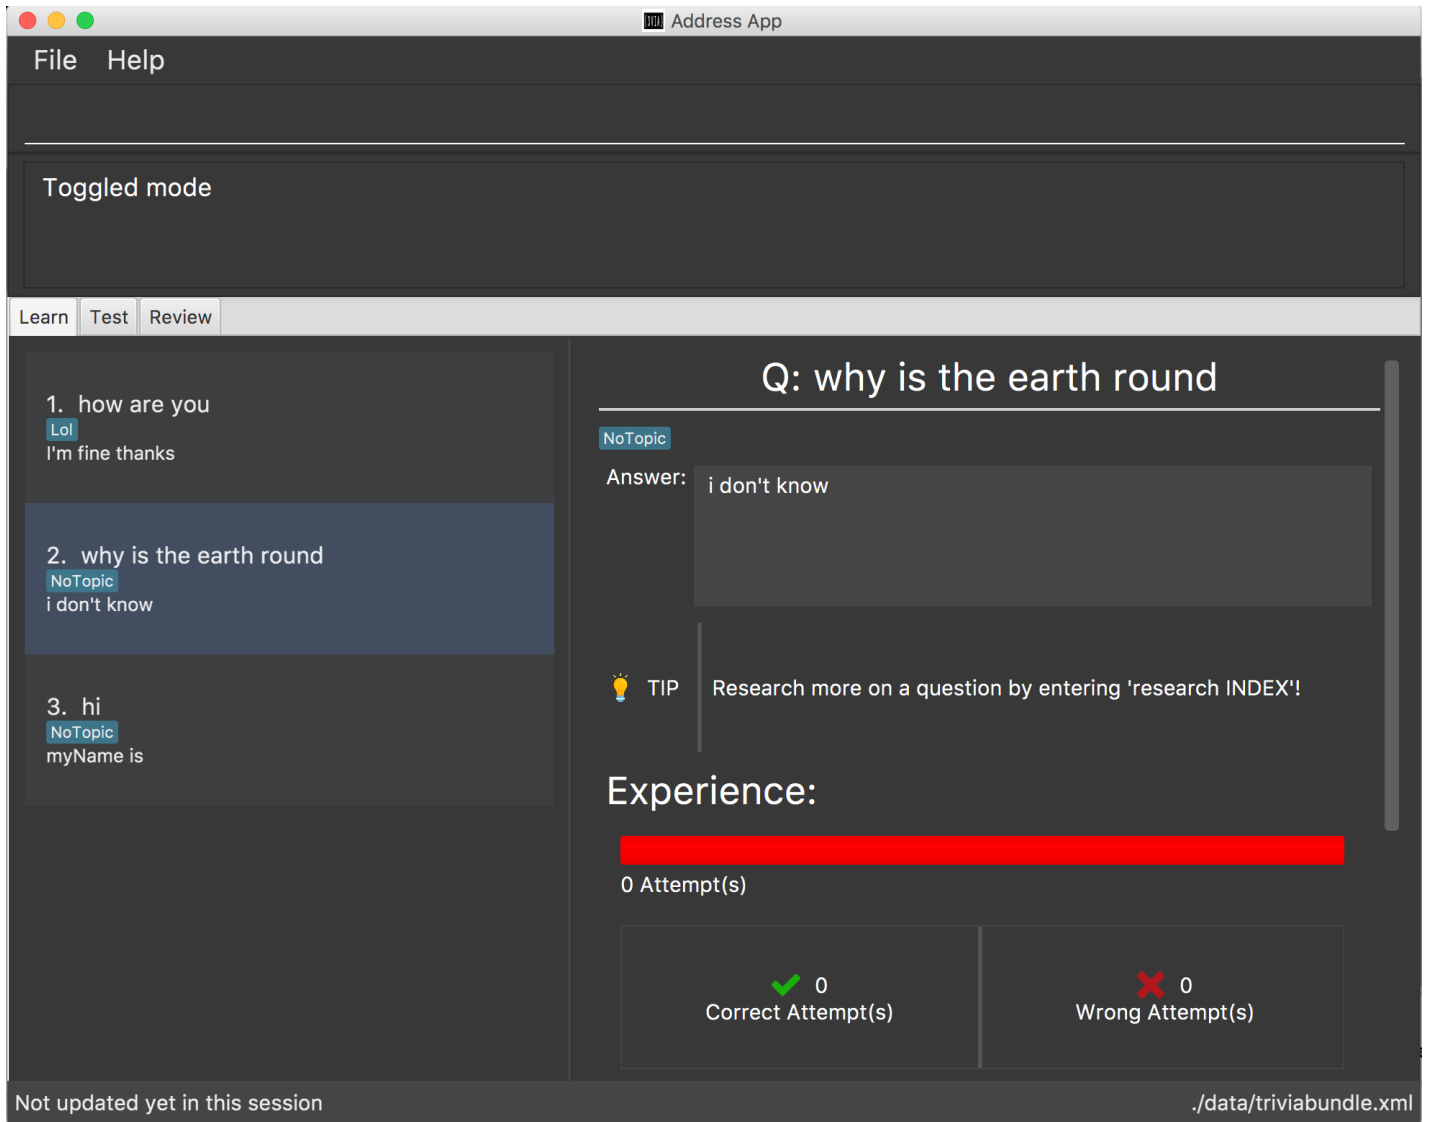 Address App
File Help
Toggled mode
Learn Test Review
1. how are you
Lol
I'm fine thanks
2. why is the earth round
NoTopic
i don't know
3. hi
NoTopic
myName is
Q: why is the earth round
NoTopic
Answer: i don't know
TIP Research more on a question by entering 'research INDEX'!
Experience:
0 Attempt(s)
0
Correct Attempt(s)
0
Wrong Attempt(s)
Not updated yet in this session
./data/triviabundle.xml